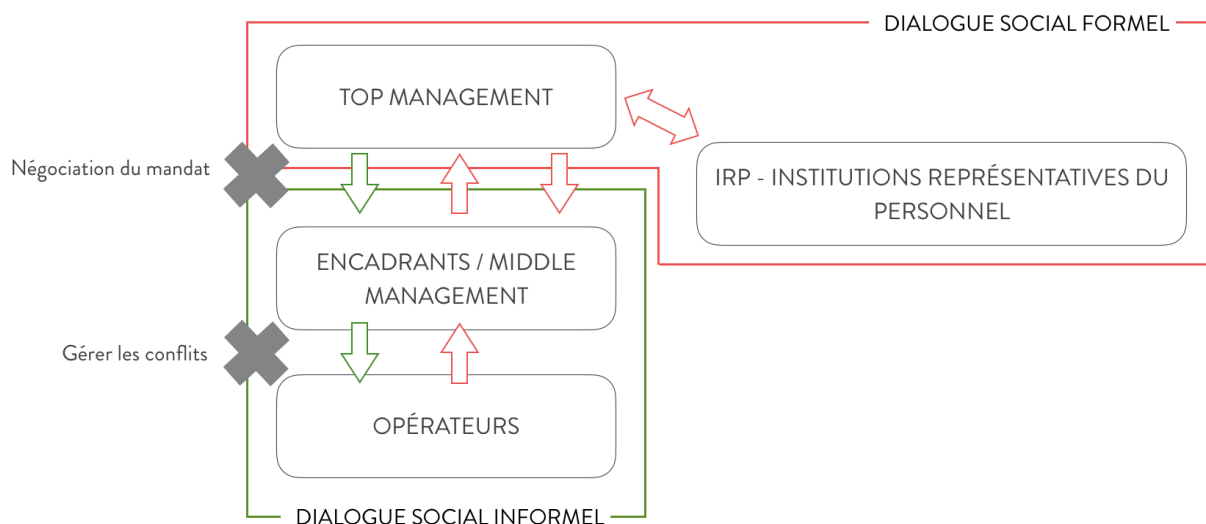 DIALOGUE SOCIAL FORMEL
TOP MANAGEMENT
Négociation du mandat
IRP - INSTITUTIONS REPRÉSENTATIVES DU
PERSONNEL
ENCADRANTS / MIDDLE
MANAGEMENT
Gérer les conflits
OPÉRATEURS
DIALOGUE SOCIAL INFORMEL